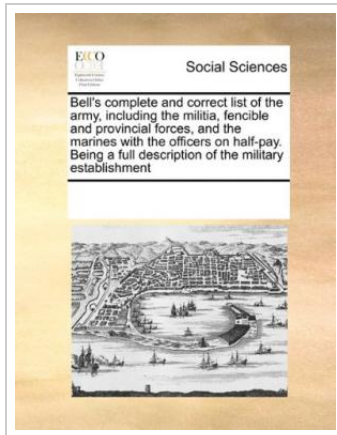 ECCO
Social Sciences
Bell's complete and correct list of the
army, including the militia, fencible
and provincial forces, and the
marines with the officers on half-pay.
Being a full description of the military
establishment